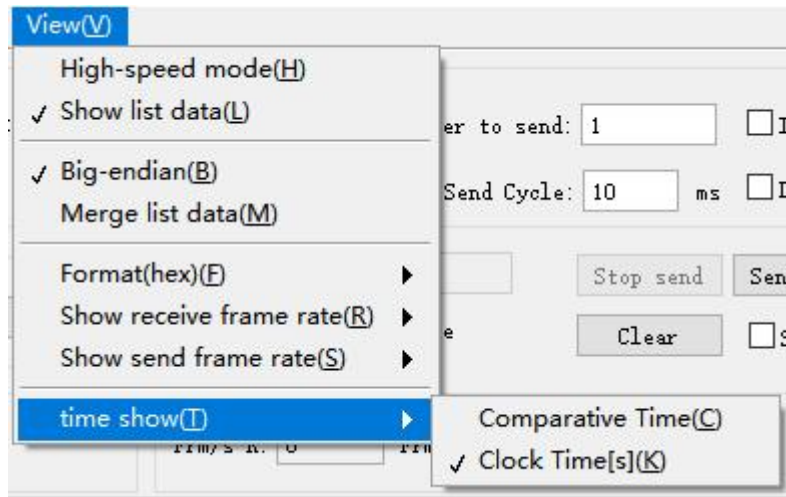 View(V)
High-speed mode(H)
✓ Show list data(L)
er to send: 1
✓ Big-endian(B)
Send Cycle: 10 ms
Merge list data(M)
Format(hex)(F)
Stop send Sen
Show receive frame rate(R)
Clear
Show send frame rate(S)
time show(T)
Comparative Time(C)
✓ Clock Time[s](K)